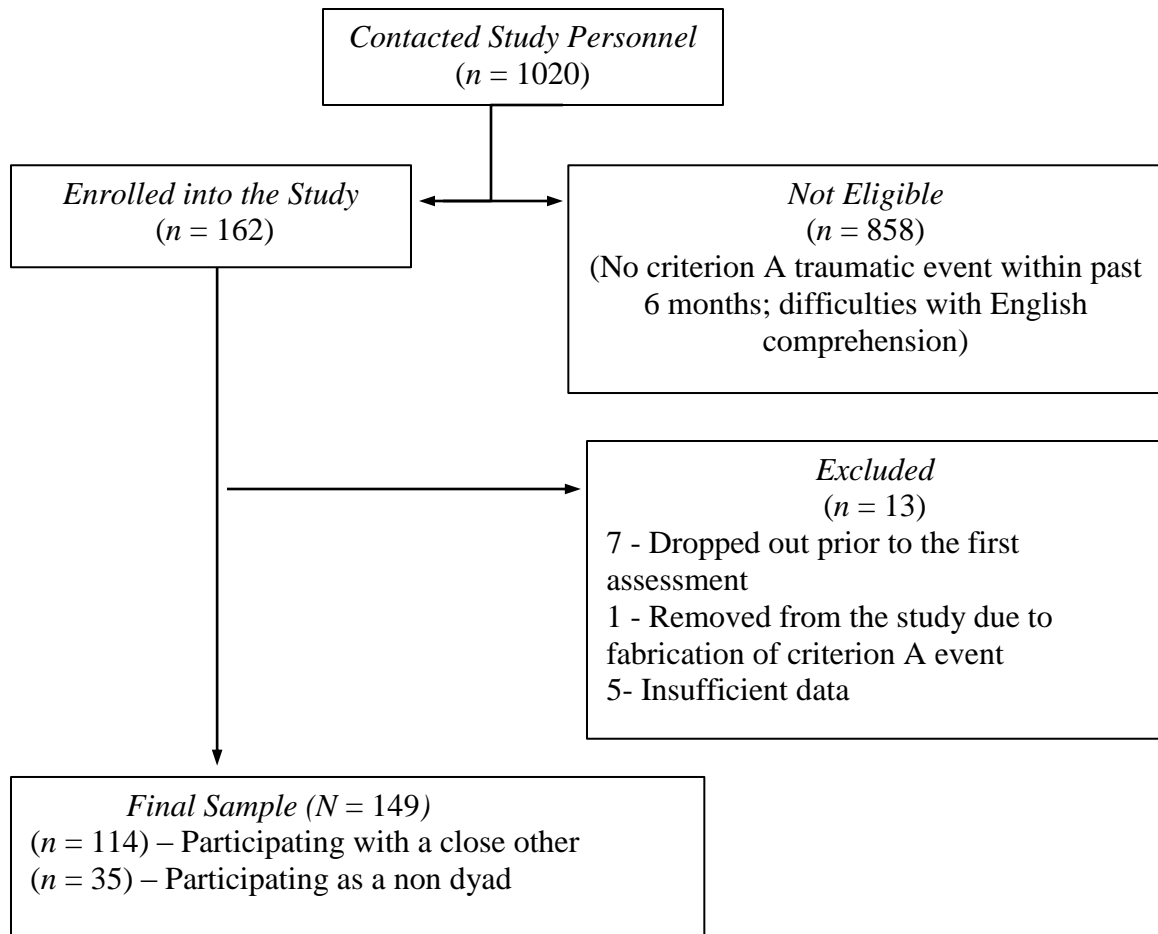 Contacted Study Personnel
(n = 1020)
Enrolled into the Study
(n = 162)
Not Eligible
(n = 858)
(No criterion A traumatic event within past
6 months; difficulties with English
comprehension)
Excluded
(n = 13)
7 - Dropped out prior to the first
assessment
1 - Removed from the study due to
fabrication of criterion A event
5- Insufficient data
Final Sample (N = 149)
(n = 114) – Participating with a close other
(n = 35) – Participating as a non dyad